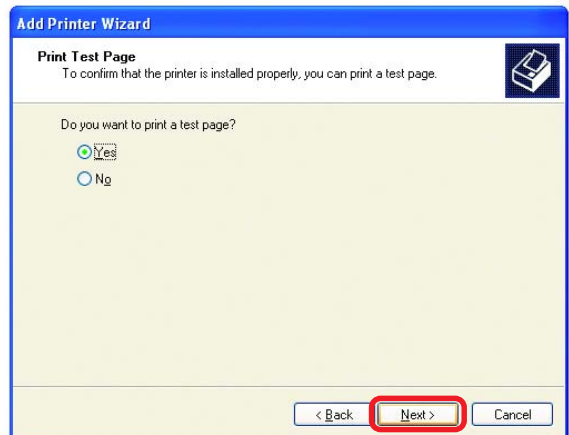 Add Printer Wizard
Print Test Page
To confirm that the printer is installed properly, you can print a test page.
Do you want to print a test page?
Yes
No
< Back
Next >
Cancel